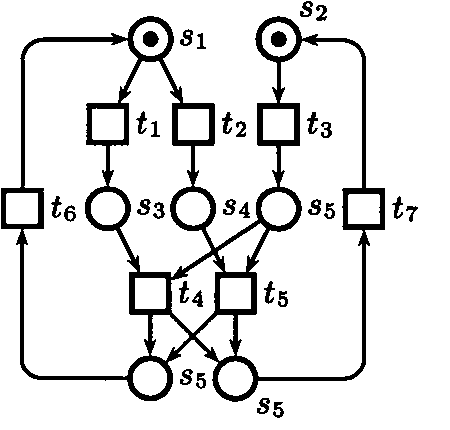 s₁ s₂
t₁ t₂ t₃
t₆ s₃ s₄ s₅ t₇
t₄ t₅
s₅
s₅